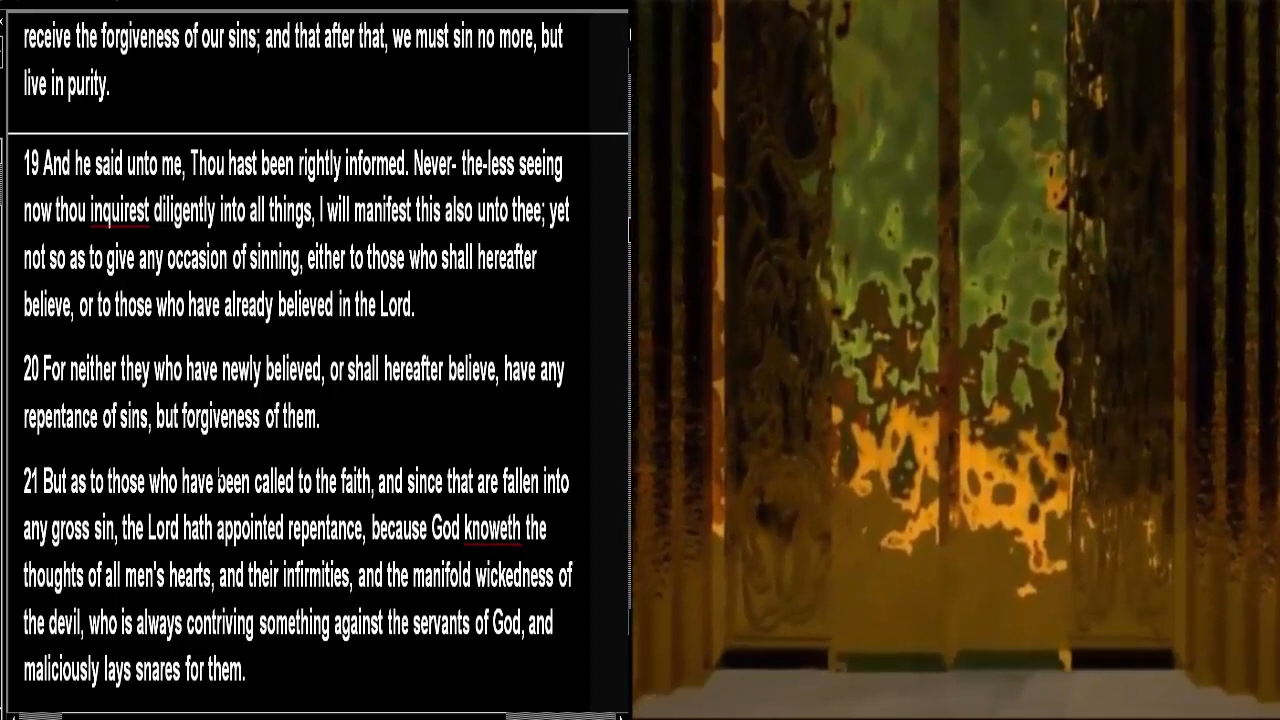 receive the forgiveness of our sins; and that after that, we must sin no more, but
live in purity.
19 And he said unto me, Thou hast been rightly informed. Never- the-less seeing
now thou inquirest diligently into all things, I will manifest this also unto thee; yet
not so as to give any occasion of sinning, either to those who shall hereafter
believe, or to those who have already believed in the Lord.
20 For neither they who have newly believed, or shall hereafter believe, have any
repentance of sins, but forgiveness of them.
21 But as to those who have been called to the faith, and since that are fallen into
any gross sin, the Lord hath appointed repentance, because God knoweth the
thoughts of all men's hearts, and their infirmities, and the manifold wickedness of
the devil, who is always contriving something against the servants of God, and
maliciously lays snares for them.